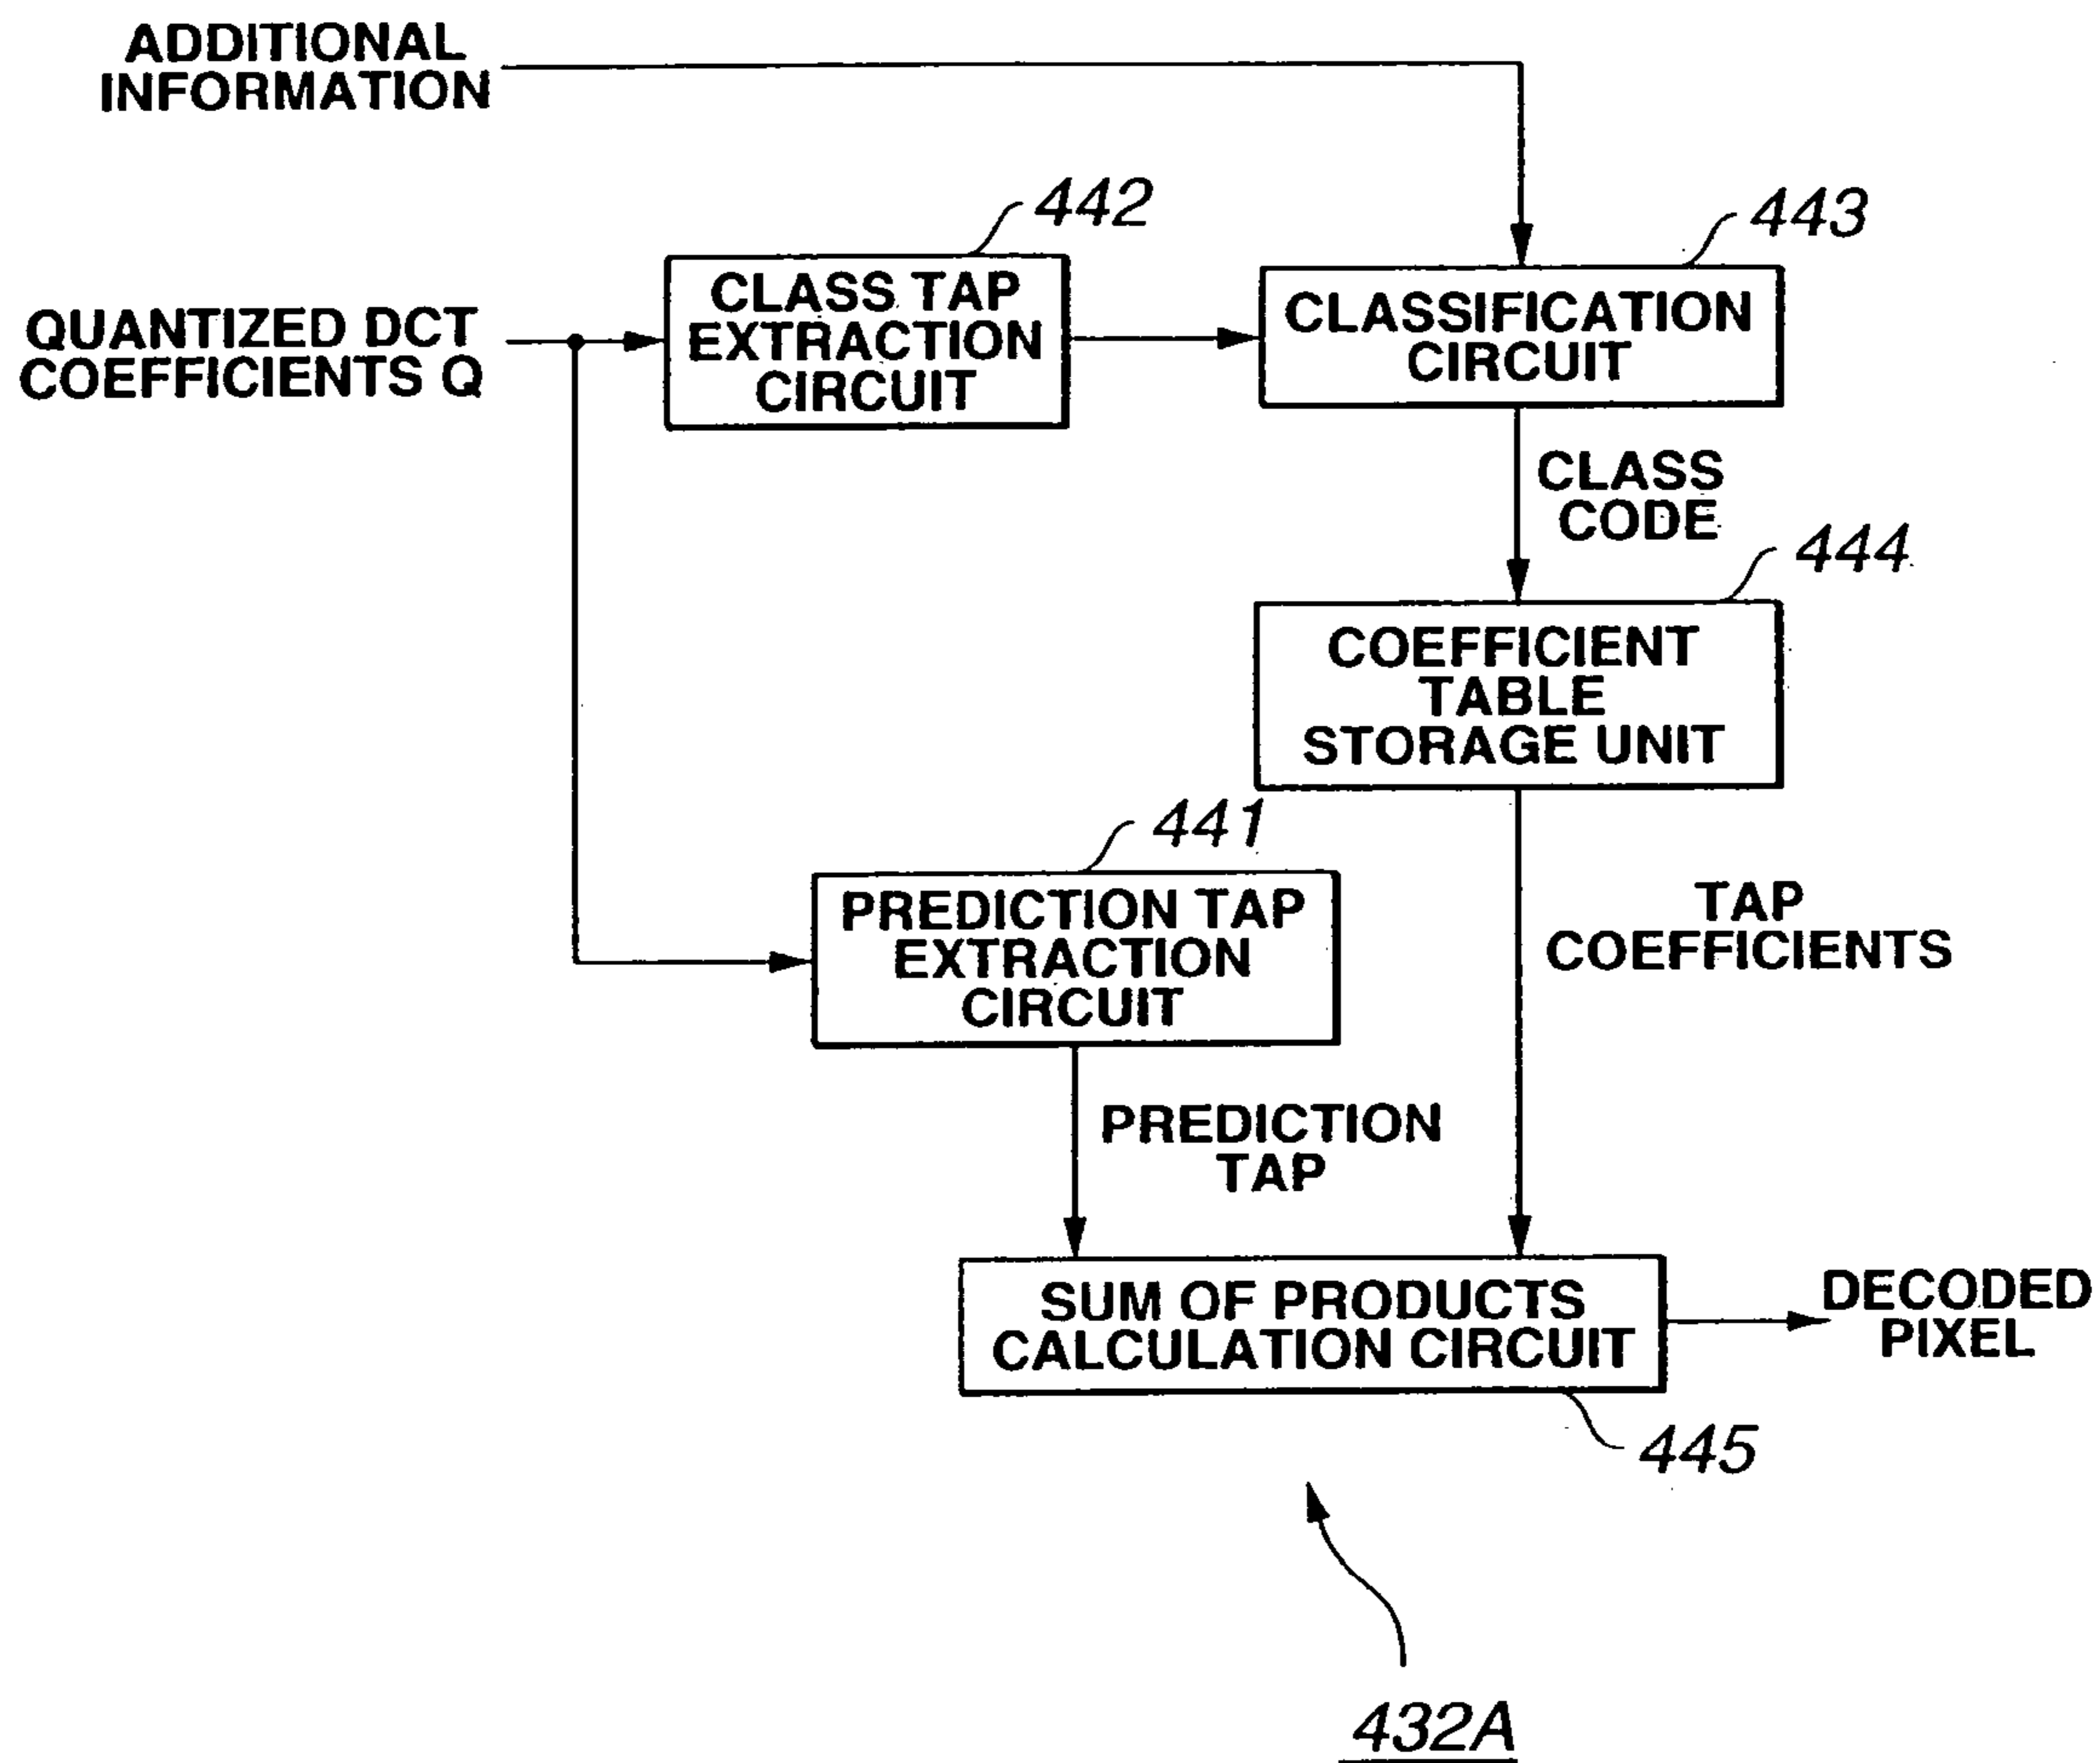 ADDITIONAL
INFORMATION
442
443
QUANTIZED DCT
COEFFICIENTS Q
CLASS TAP
EXTRACTION
CIRCUIT
CLASSIFICATION
CIRCUIT
CLASS
CODE
444
COEFFICIENT
TABLE
STORAGE UNIT
441
PREDICTION TAP
EXTRACTION
CIRCUIT
TAP
COEFFICIENTS
PREDICTION
TAP
SUM OF PRODUCTS
CALCULATION CIRCUIT
DECODED
PIXEL
445
432A